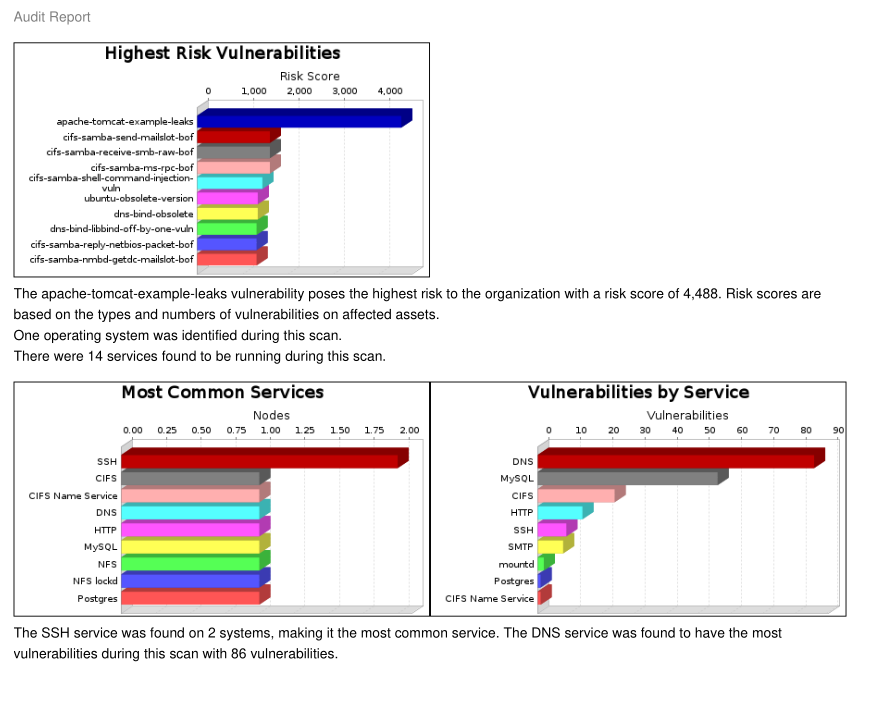 Audit Report
Highest Risk Vulnerabilities
Risk Score
0 1,000 2,000 3,000 4,000
apache-tomcat-example-leaks
cifs-samba-send-mailslot-bof
cifs-samba-receive-smb-raw-bof
cifs-samba-ms-rpc-bof
cifs-samba-shell-command-injection-
vuln
ubuntu-obsolete-version
dns-bind-obsolete
dns-bind-libbind-off-by-one-vuln
cifs-samba-reply-netbios-packet-bof
cifs-samba-nmbd-getdc-mailslot-bof
The apache-tomcat-example-leaks vulnerability poses the highest risk to the organization with a risk score of 4,488. Risk scores are
based on the types and numbers of vulnerabilities on affected assets.
One operating system was identified during this scan.
There were 14 services found to be running during this scan.
Most Common Services
Nodes
0.00 0.25 0.50 0.75 1.00 1.25 1.50 1.75 2.00
SSH
CIFS
CIFS Name Service
DNS
HTTP
MySQL
NFS
NFS lockd
Postgres
Vulnerabilities by Service
Vulnerabilities
0 10 20 30 40 50 60 70 80 90
DNS
MySQL
CIFS
HTTP
SSH
SMTP
mountd
Postgres
CIFS Name Service
The SSH service was found on 2 systems, making it the most common service. The DNS service was found to have the most
vulnerabilities during this scan with 86 vulnerabilities.